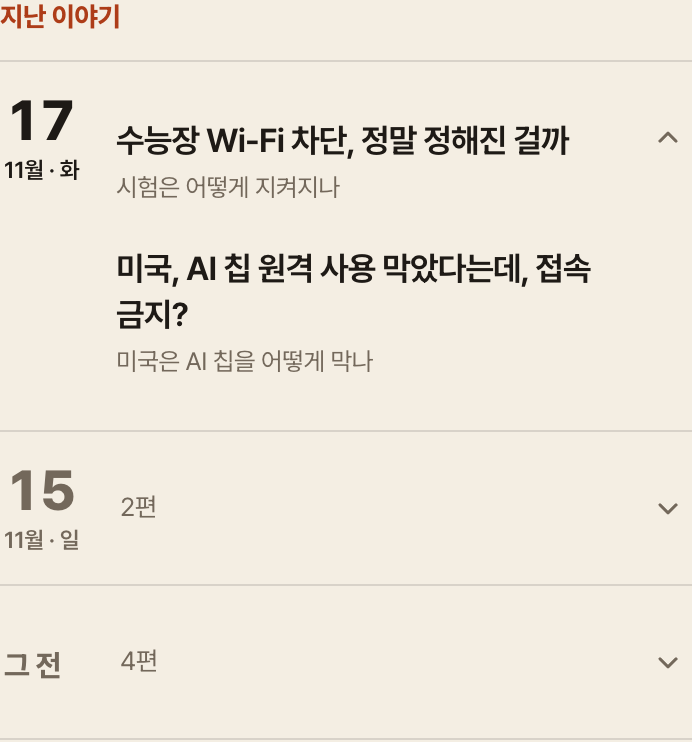 지난 이야기
17
11월 · 화
수능장 Wi-Fi 차단, 정말 정해진 걸까
시험은 어떻게 지켜지나
미국, AI 칩 원격 사용 막았다는데, 접속
금지?
미국은 AI 칩을 어떻게 막나
15
11월 · 일
2편
그 전
4편